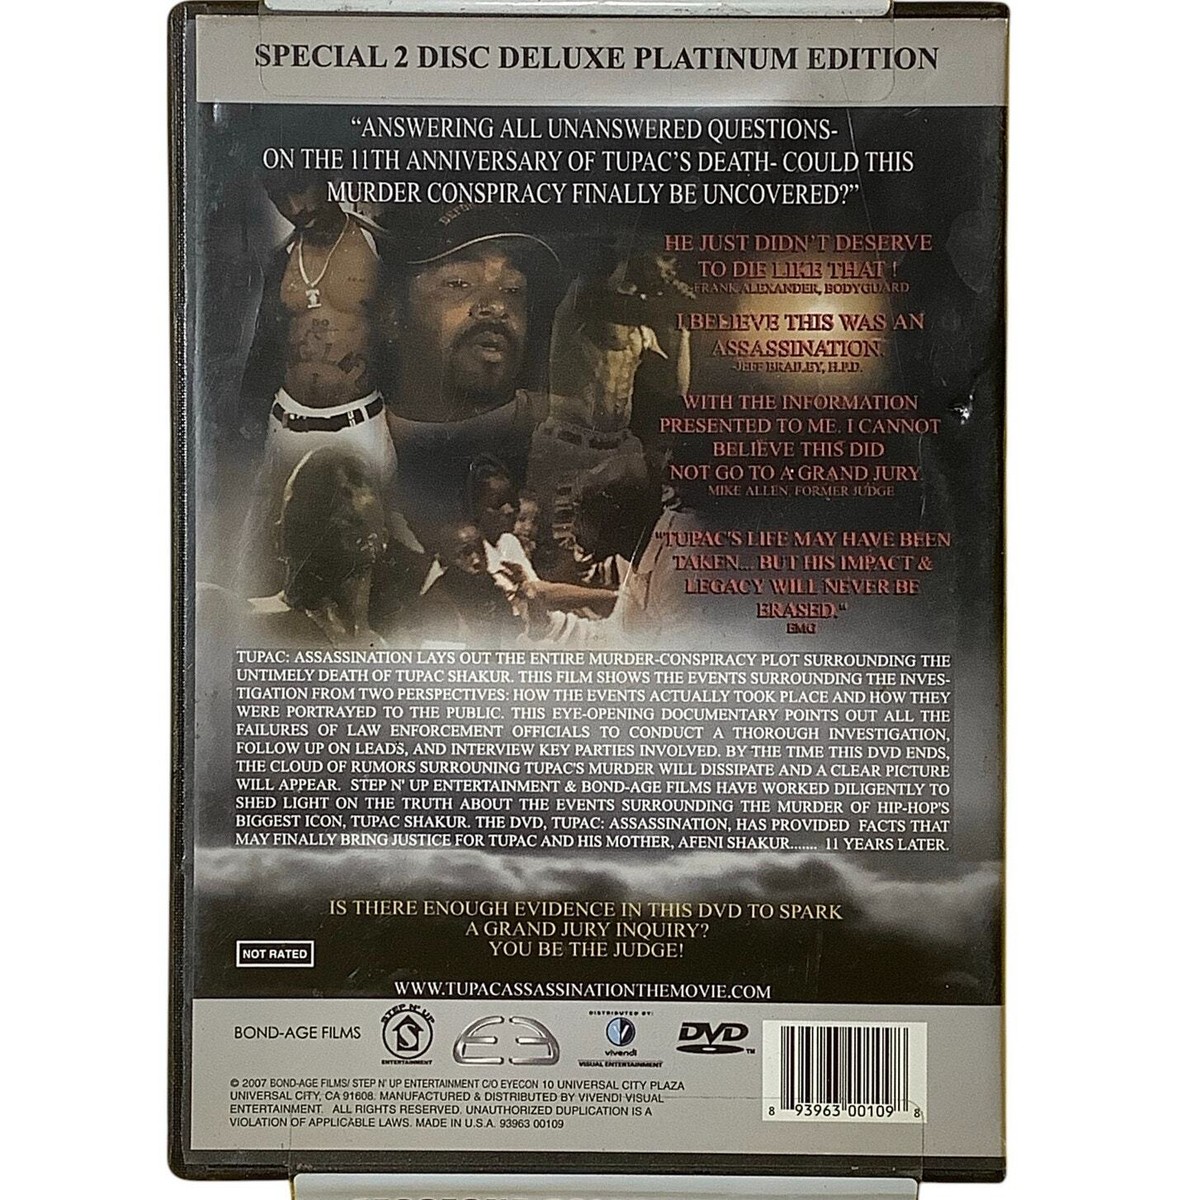 SPECIAL 2 DISC DELUXE PLATINUM EDITION
“ANSWERING ALL UNANSWERED QUESTIONS-
ON THE 11TH ANNIVERSARY OF TUPAC’S DEATH- COULD THIS
MURDER CONSPIRACY FINALLY BE UNCOVERED?”
HE JUST DIDN’T DESERVE
TO DIE LIKE THAT !
-FRANK ALEXANDER, BODYGUARD
I BELIEVE THIS WAS AN
ASSASSINATION.
-JEFF BRAILEY, H.P.D.
WITH THE INFORMATION
PRESENTED TO ME. I CANNOT
BELIEVE THIS DID
NOT GO TO A GRAND JURY.
MIKE ALLEN, FORMER JUDGE
“TUPAC’S LIFE MAY HAVE BEEN
TAKEN... BUT HIS IMPACT &
LEGACY WILL NEVER BE
ERASED.“
EMG
TUPAC: ASSASSINATION LAYS OUT THE ENTIRE MURDER-CONSPIRACY PLOT SURROUNDING THE
UNTIMELY DEATH OF TUPAC SHAKUR. THIS FILM SHOWS THE EVENTS SURROUNDING THE INVES-
TIGATION FROM TWO PERSPECTIVES: HOW THE EVENTS ACTUALLY TOOK PLACE AND HOW THEY
WERE PORTRAYED TO THE PUBLIC. THIS EYE-OPENING DOCUMENTARY POINTS OUT ALL THE
FAILURES OF LAW ENFORCEMENT OFFICIALS TO CONDUCT A THOROUGH INVESTIGATION,
FOLLOW UP ON LEADS, AND INTERVIEW KEY PARTIES INVOLVED. BY THE TIME THIS DVD ENDS,
THE CLOUD OF RUMORS SURROUNING TUPAC’S MURDER WILL DISSIPATE AND A CLEAR PICTURE
WILL APPEAR. STEP N’ UP ENTERTAINMENT & BOND-AGE FILMS HAVE WORKED DILIGENTLY TO
SHED LIGHT ON THE TRUTH ABOUT THE EVENTS SURROUNDING THE MURDER OF HIP-HOP’S
BIGGEST ICON, TUPAC SHAKUR. THE DVD, TUPAC: ASSASSINATION, HAS PROVIDED FACTS THAT
MAY FINALLY BRING JUSTICE FOR TUPAC AND HIS MOTHER, AFENI SHAKUR....... 11 YEARS LATER.
IS THERE ENOUGH EVIDENCE IN THIS DVD TO SPARK
A GRAND JURY INQUIRY?
YOU BE THE JUDGE!
NOT RATED
WWW.TUPACASSASSINATIONTHEMOVIE.COM
BOND-AGE FILMS
STEP N' UP
ENTERTAINMENT
DISTRIBUTED BY:
vivendi
VISUAL ENTERTAINMENT
DVD TM
8 93963 00109 8
© 2007 BOND-AGE FILMS/ STEP N' UP ENTERTAINMENT C/O EYECON 10 UNIVERSAL CITY PLAZA
UNIVERSAL CITY, CA 91608. MANUFACTURED & DISTRIBUTED BY VIVENDI VISUAL
ENTERTAINMENT. ALL RIGHTS RESERVED. UNAUTHORIZED DUPLICATION IS A
VIOLATION OF APPLICABLE LAWS. MADE IN U.S.A. 93963 00109